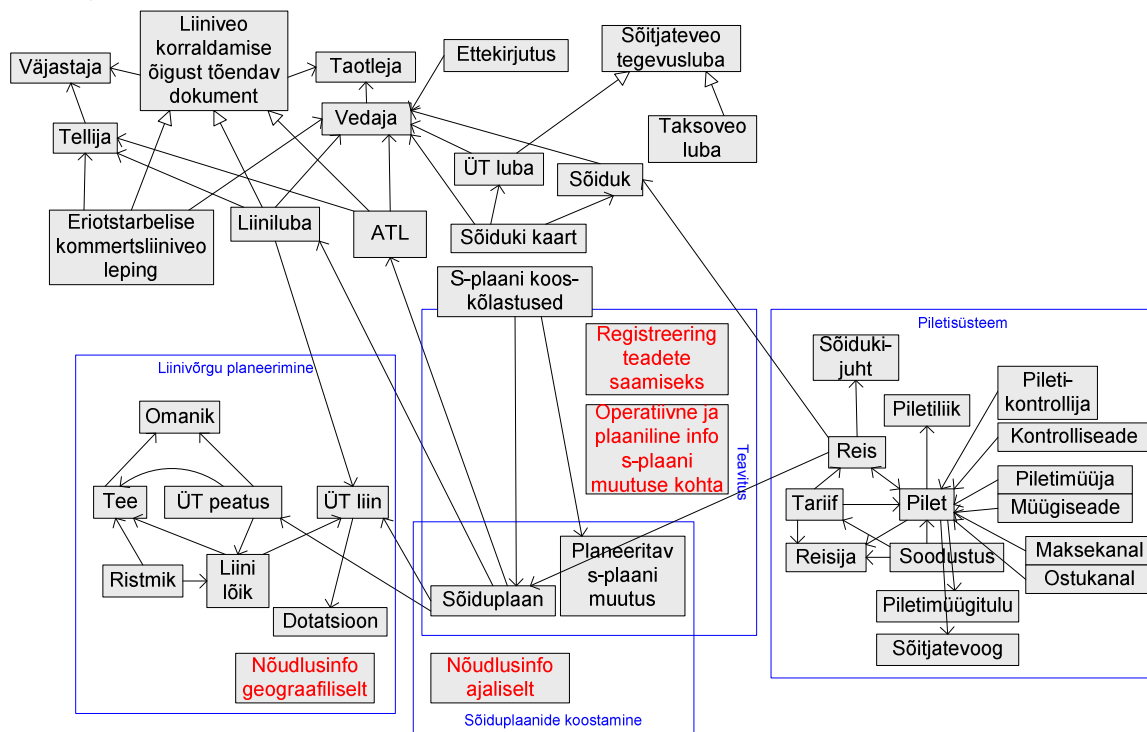 Liiniveo
korraldamise
õigust tõendav
dokument
Väjastaja
Taotleja
Ettekirjutus
Sõitjateveo
tegevusluba
Tellija
Vedaja
Taksoveo
luba
ÜT luba
Sõiduk
Eriotstarbelise
kommertsliiniveo
leping
Liiniluba
ATL
Sõiduki kaart
S-plaani koos-
kõlastused
Liinivõrgu planeerimine
Omanik
Tee
ÜT peatus
ÜT liin
Ristmik
Liini
lõik
Dotatsioon
Nõudlusinfo
geograafiliselt
Registreering
teadete
saamiseks
Operatiivne ja
plaaniline info
s-plaani
muutuse kohta
Teavitus
Sõiduplaan
Planeeritav
s-plaani
muutus
Nõudlusinfo
ajaliselt
Sõiduplaanide koostamine
Piletisüsteem
Sõiduki-
juht
Piletiliik
Pileti-
kontrollija
Kontrolliseade
Reis
Tariif
Pilet
Piletimüüja
Müügiseade
Reisija
Soodustus
Maksekanal
Ostukanal
Piletimüügitulu
Sõitjatevoog